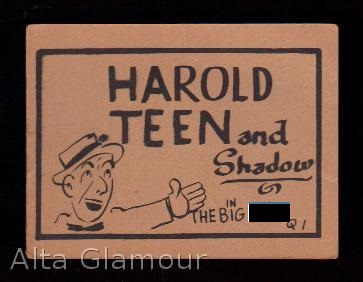 HAROLD
TEEN and
Shadow
IN
THE BIG
Q1
Alta Glamour